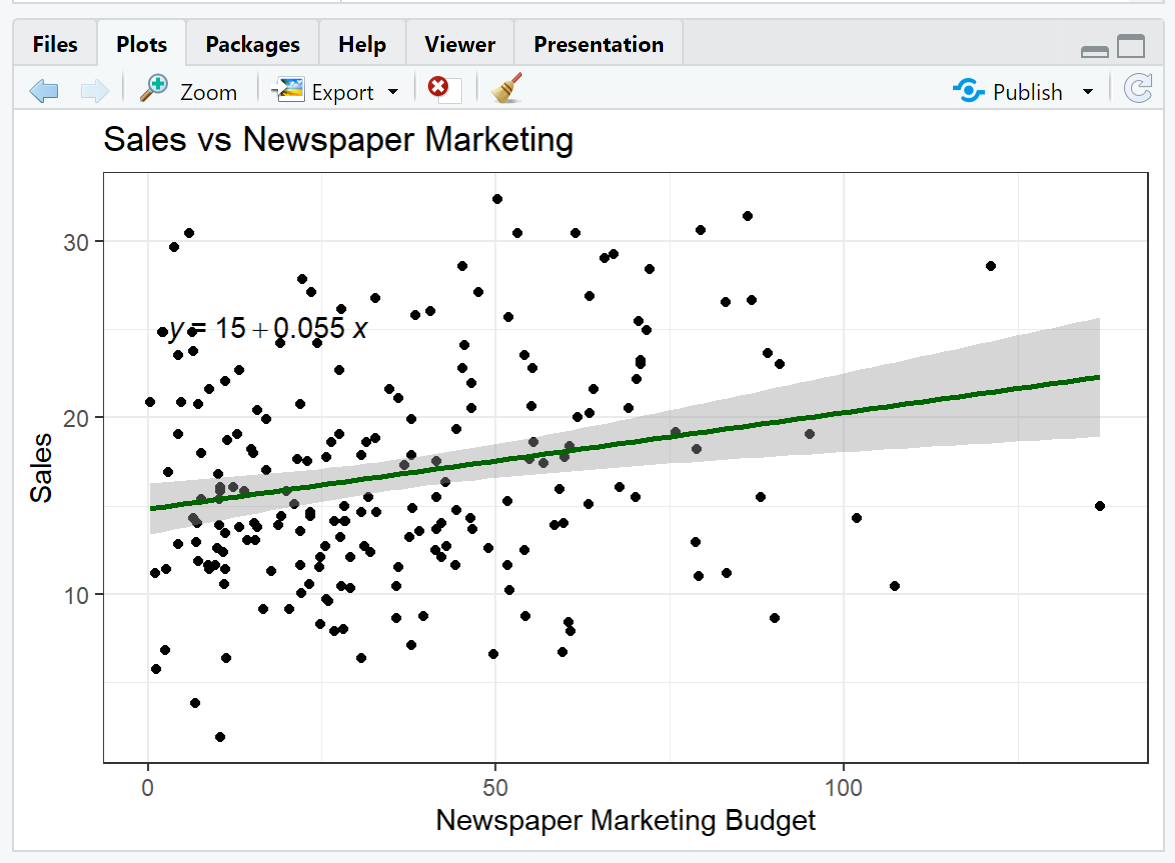 Files Plots Packages Help Viewer Presentation
Zoom Export Publish
Sales vs Newspaper Marketing
30
y = 15 + 0.055 x
20
Sales
10
0 50 100
Newspaper Marketing Budget